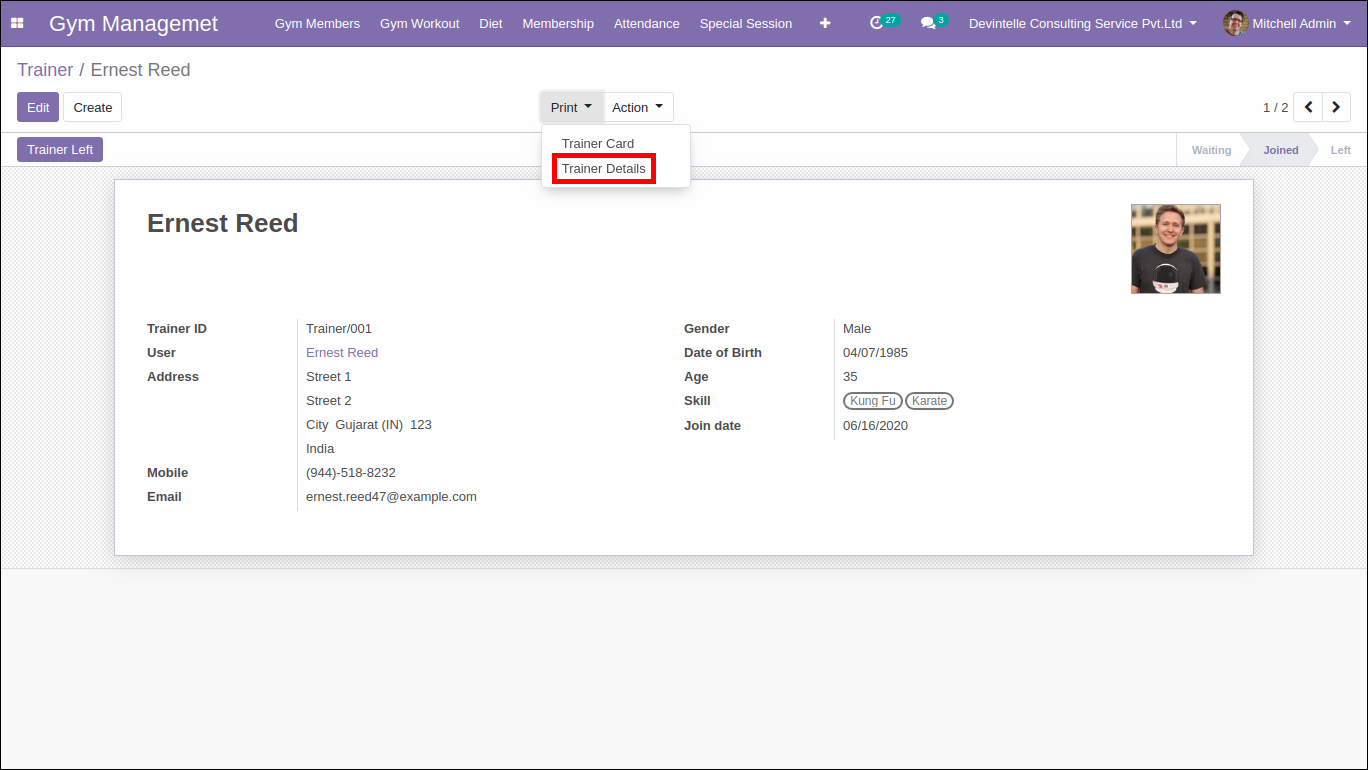 Gym Managemet Gym Members Gym Workout Diet Membership Attendance Special Session 27 3 Devintelle Consulting Service Pvt.Ltd Mitchell Admin
Trainer / Ernest Reed
Edit Create Print Action 1 / 2
Trainer Card
Trainer Details
Trainer Left Waiting Joined Left
Ernest Reed
Trainer ID Trainer/001 Gender Male
User Ernest Reed Date of Birth 04/07/1985
Address Street 1 Age 35
Street 2 Skill Kung Fu Karate
City Gujarat (IN) 123 Join date 06/16/2020
India
Mobile (944)-518-8232
Email ernest.reed47@example.com